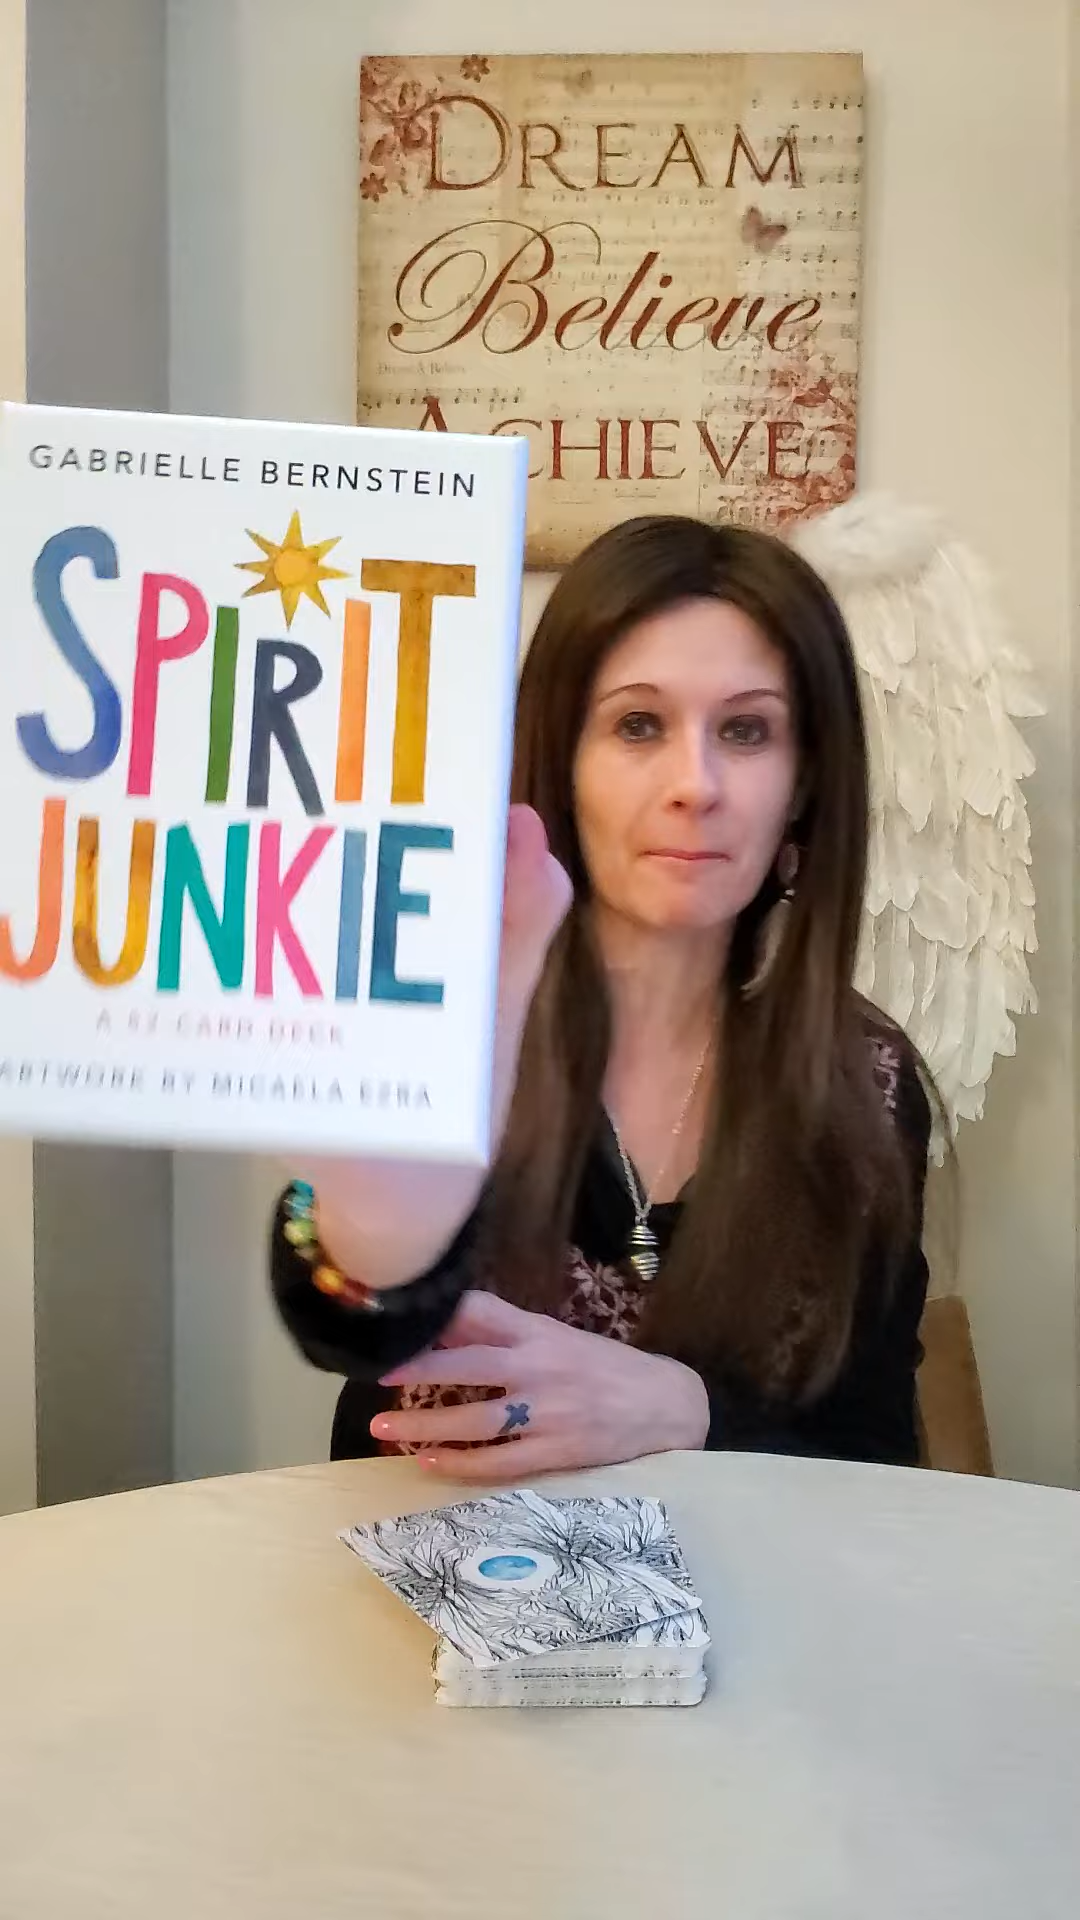 DREAM
Believe
ACHIEVE
GABRIELLE BERNSTEIN
SPIRIT
JUNKIE
A 52 CARD DECK
ARTWORK BY MICAELA EZRA